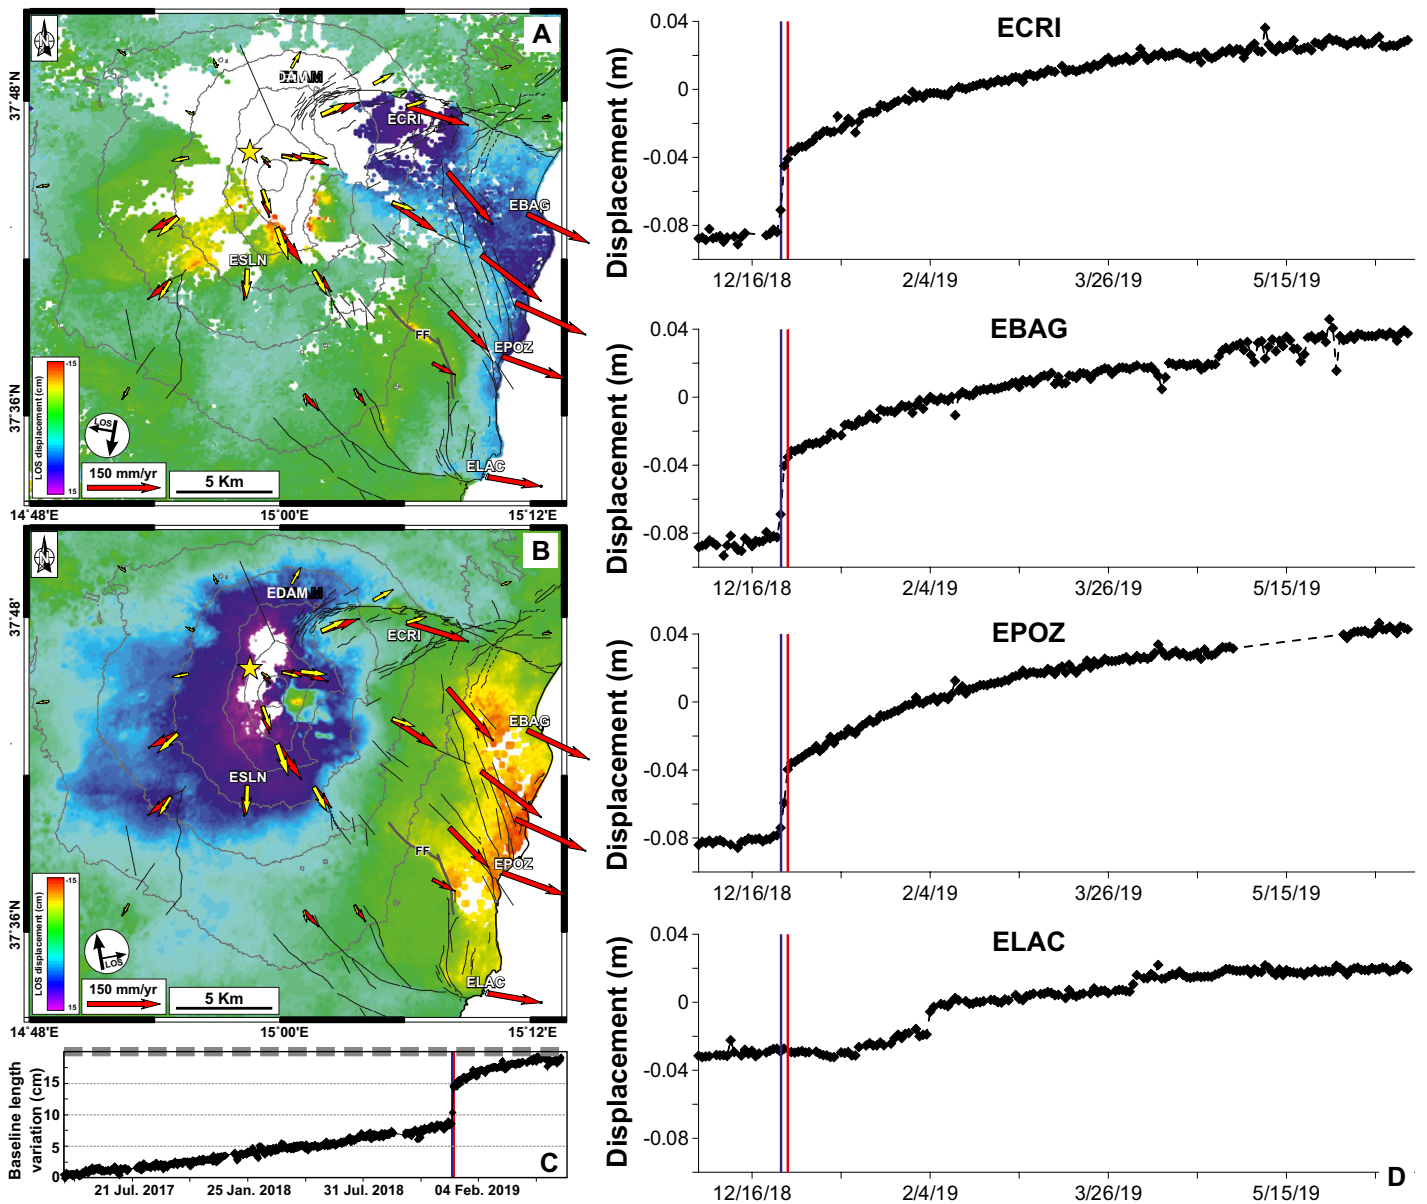 A
N
37°48'N
37°36'N
ECRI
EBAG
ESLN
FF
EPOZ
ELAC
-15
LOS displacement (cm)
15
LOS
150 mm/yr
5 Km
14°48'E
15°00'E
15°12'E
B
N
37°48'
37°36'N
EDAM
ECRI
EBAG
ESLN
FF
EPOZ
ELAC
-15
LOS displacement (cm)
15
LOS
150 mm/yr
5 Km
14°48'E
15°00'E
15°12'E
Baseline length
variation (cm)
15
10
5
0
C
21 Jul. 2017
25 Jan. 2018
31 Jul. 2018
04 Feb. 2019
ECRI
Displacement (m)
0.04
0
-0.04
-0.08
12/16/18
2/4/19
3/26/19
5/15/19
EBAG
Displacement (m)
0.04
0
-0.04
-0.08
12/16/18
2/4/19
3/26/19
5/15/19
EPOZ
Displacement (m)
0.04
0
-0.04
-0.08
12/16/18
2/4/19
3/26/19
5/15/19
ELAC
Displacement (m)
0.04
0
-0.04
-0.08
12/16/18
2/4/19
3/26/19
5/15/19
D